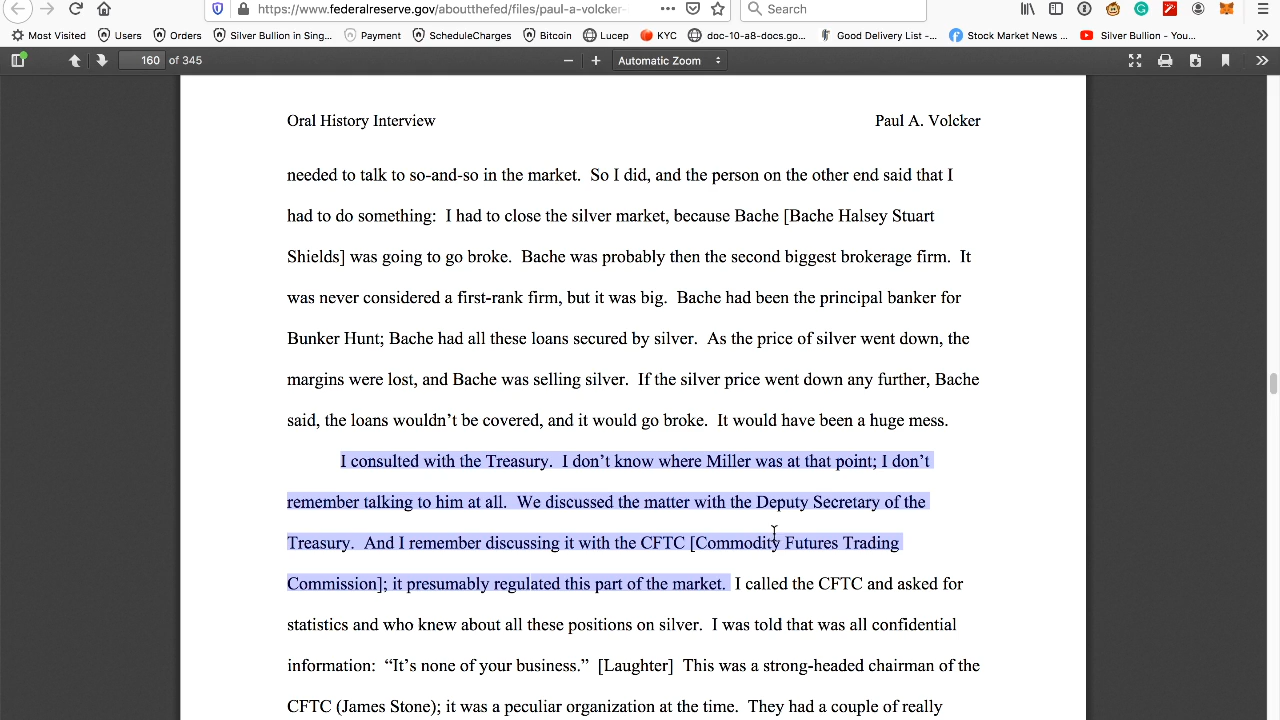 https://www.federalreserve.gov/aboutthefed/files/paul-a-volcker-
Search
Most Visited Users Orders Silver Bullion in Sing... Payment ScheduleCharges Bitcoin Lucep KYC doc-10-a8-docs.go... Good Delivery List -... Stock Market News ... Silver Bullion - You...
160 of 345 Automatic Zoom
Oral History Interview Paul A. Volcker
needed to talk to so-and-so in the market. So I did, and the person on the other end said that I
had to do something: I had to close the silver market, because Bache [Bache Halsey Stuart
Shields] was going to go broke. Bache was probably then the second biggest brokerage firm. It
was never considered a first-rank firm, but it was big. Bache had been the principal banker for
Bunker Hunt; Bache had all these loans secured by silver. As the price of silver went down, the
margins were lost, and Bache was selling silver. If the silver price went down any further, Bache
said, the loans wouldn't be covered, and it would go broke. It would have been a huge mess.
I consulted with the Treasury. I don't know where Miller was at that point; I don't
remember talking to him at all. We discussed the matter with the Deputy Secretary of the
Treasury. And I remember discussing it with the CFTC [Commodity Futures Trading
Commission]; it presumably regulated this part of the market. I called the CFTC and asked for
statistics and who knew about all these positions on silver. I was told that was all confidential
information: “It's none of your business.” [Laughter] This was a strong-headed chairman of the
CFTC (James Stone); it was a peculiar organization at the time. They had a couple of really